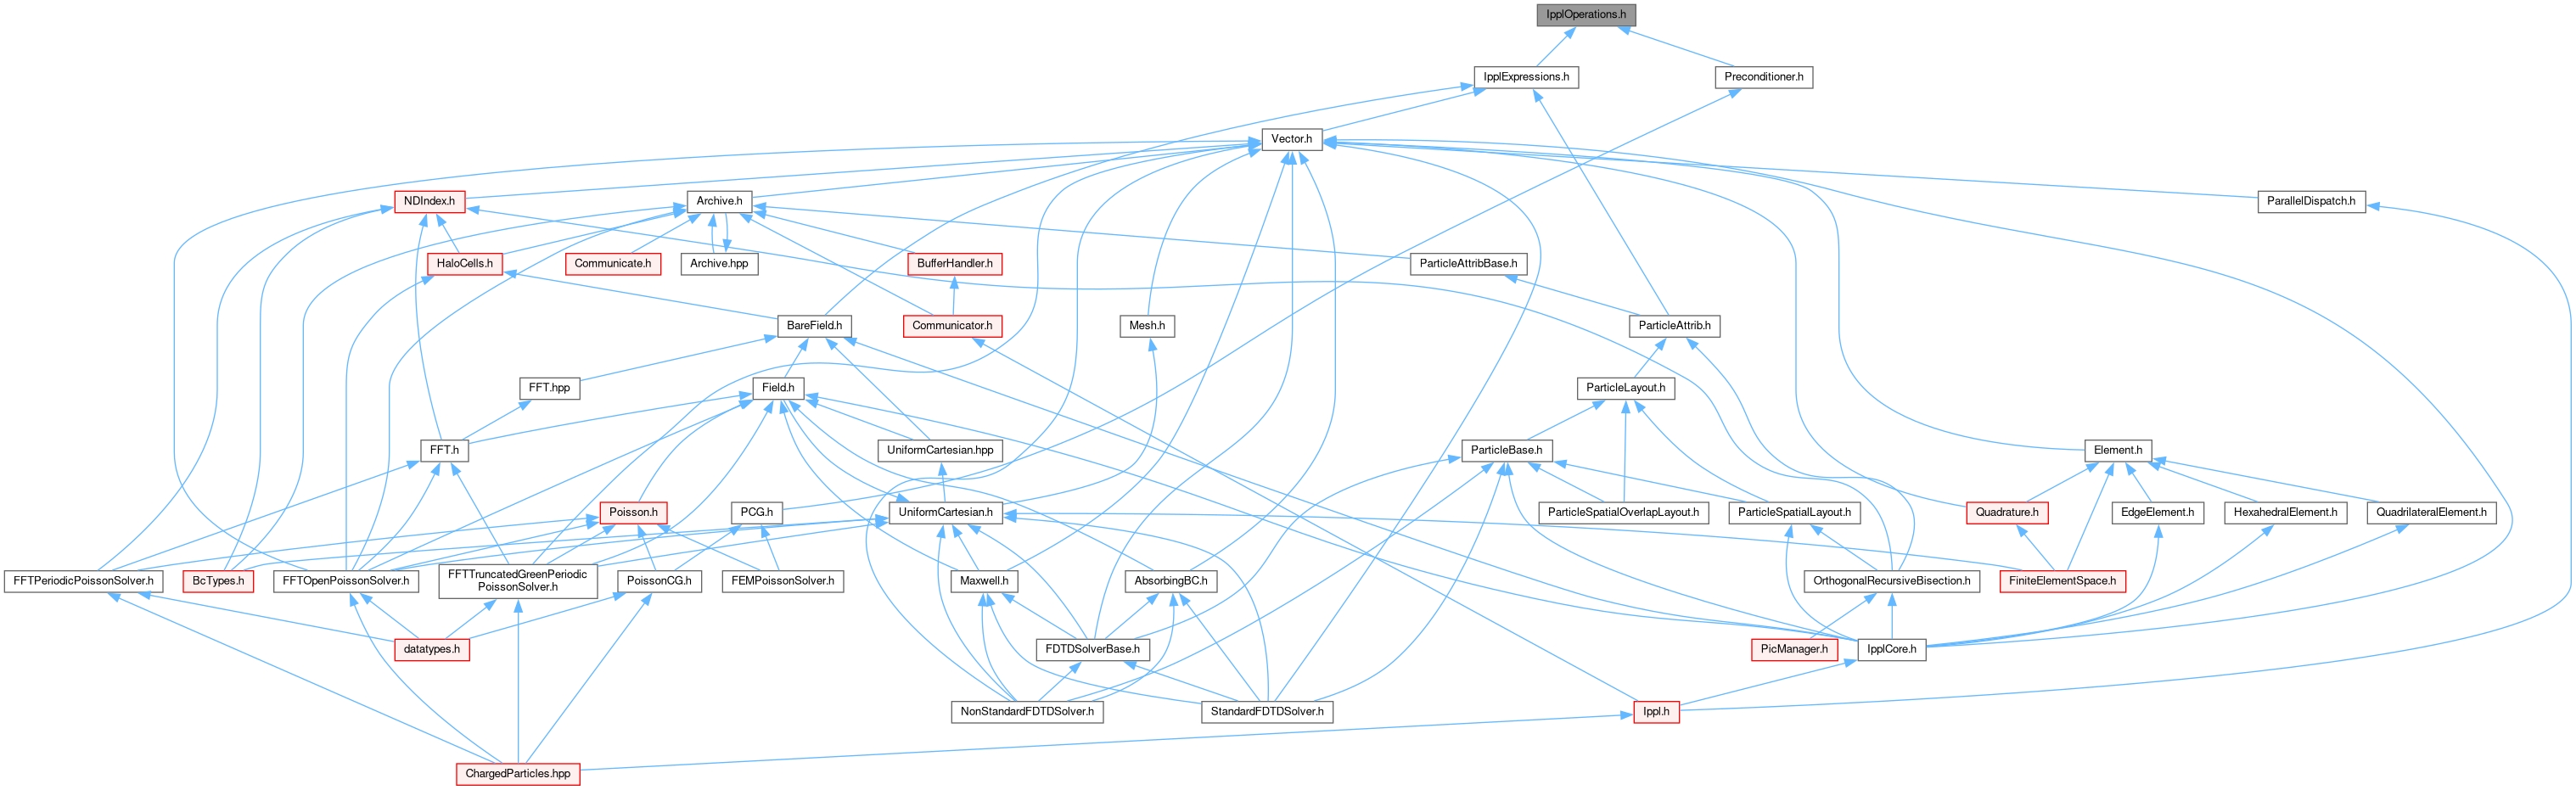 IpplOperations.h
IpplExpressions.h
Preconditioner.h
Vector.h
NDIndex.h
Archive.h
ParallelDispatch.h
HaloCells.h
Communicate.h
Archive.hpp
BufferHandler.h
ParticleAttribBase.h
BareField.h
Communicator.h
Mesh.h
ParticleAttrib.h
FFT.hpp
Field.h
ParticleLayout.h
FFT.h
UniformCartesian.hpp
ParticleBase.h
Element.h
Poisson.h
PCG.h
UniformCartesian.h
ParticleSpatialOverlapLayout.h
ParticleSpatialLayout.h
Quadrature.h
EdgeElement.h
HexahedralElement.h
QuadrilateralElement.h
FFTPeriodicPoissonSolver.h
BcTypes.h
FFTOpenPoissonSolver.h
FFTTruncatedGreenPeriodic
PoissonSolver.h
PoissonCG.h
FEMPoissonSolver.h
Maxwell.h
AbsorbingBC.h
OrthogonalRecursiveBisection.h
FiniteElementSpace.h
datatypes.h
FDTDSolverBase.h
PicManager.h
IpplCore.h
NonStandardFDTDSolver.h
StandardFDTDSolver.h
Ippl.h
ChargedParticles.hpp